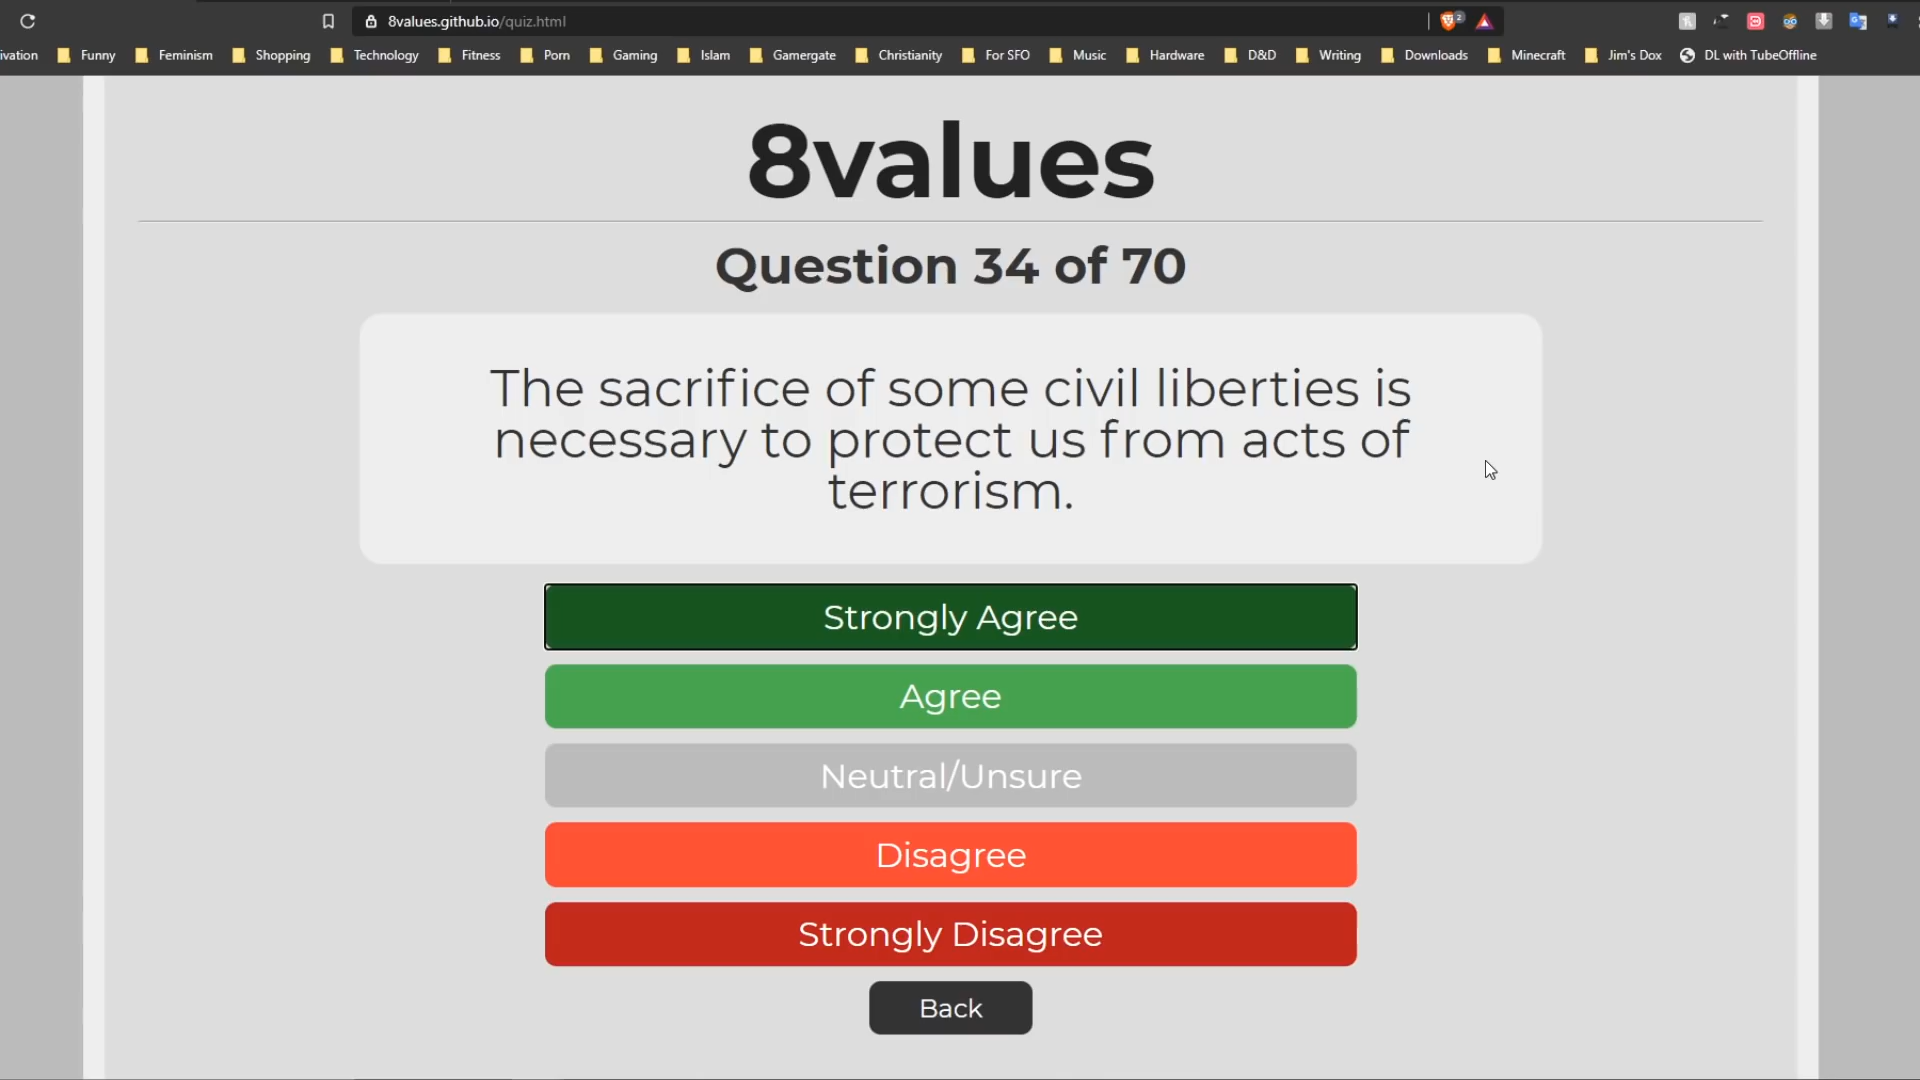 8values.github.io/quiz.html 2
ivation Funny Feminism Shopping Technology Fitness Porn Gaming Islam Gamergate Christianity For SFO Music Hardware D&D Writing Downloads Minecraft Jim's Dox DL with TubeOffline
8values
Question 34 of 70
The sacrifice of some civil liberties is
necessary to protect us from acts of
terrorism.
Strongly Agree
Agree
Neutral/Unsure
Disagree
Strongly Disagree
Back